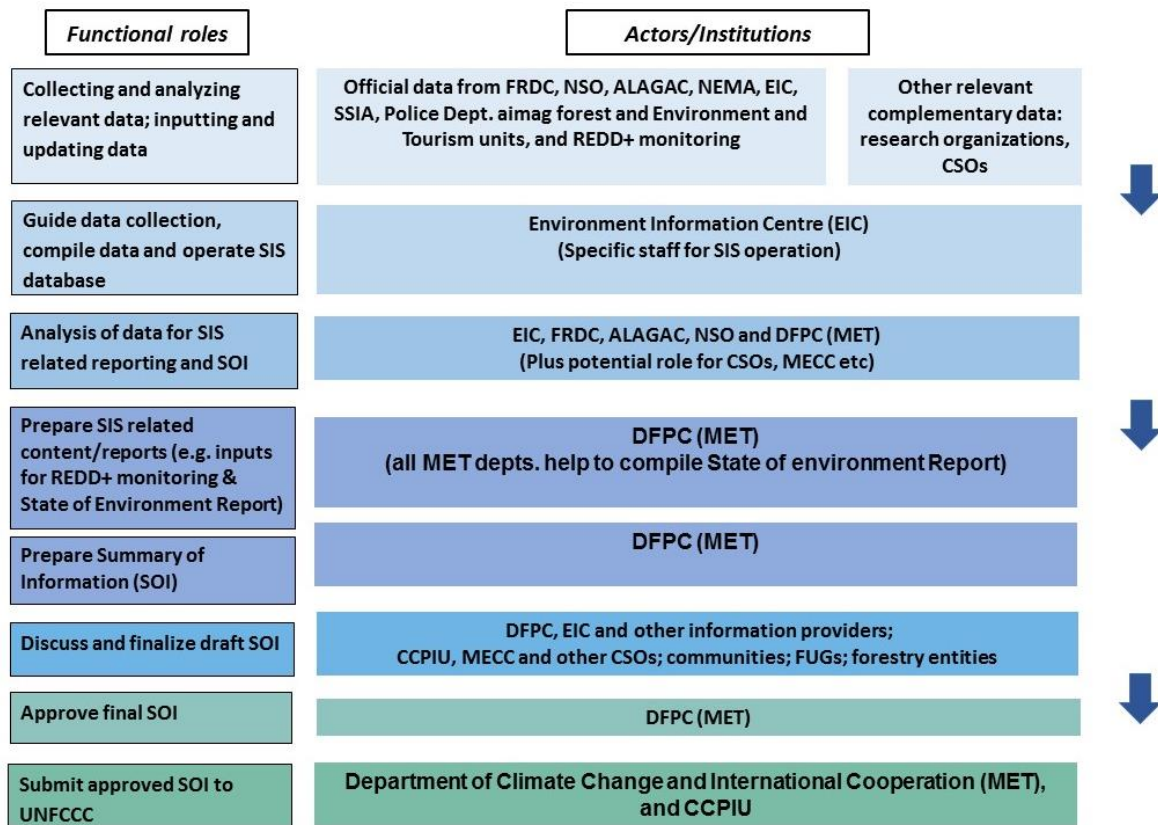 Functional roles
Actors/Institutions
Collecting and analyzing
relevant data; inputting and
updating data
Official data from FRDC, NSO, ALAGAC, NEMA, EIC,
SSIA, Police Dept. aimag forest and Environment and
Tourism units, and REDD+ monitoring
Other relevant
complementary data:
research organizations,
CSOs
Guide data collection,
compile data and operate SIS
database
Environment Information Centre (EIC)
(Specific staff for SIS operation)
Analysis of data for SIS
related reporting and SOI
EIC, FRDC, ALAGAC, NSO and DFPC (MET)
(Plus potential role for CSOs, MECC etc)
Prepare SIS related
content/reports (e.g. inputs
for REDD+ monitoring &
State of Environment Report)
DFPC (MET)
(all MET depts. help to compile State of environment Report)
Prepare Summary of
Information (SOI)
DFPC (MET)
Discuss and finalize draft SOI
DFPC, EIC and other information providers;
CCPIU, MECC and other CSOs; communities; FUGs; forestry entities
Approve final SOI
DFPC (MET)
Submit approved SOI to
UNFCCC
Department of Climate Change and International Cooperation (MET),
and CCPIU